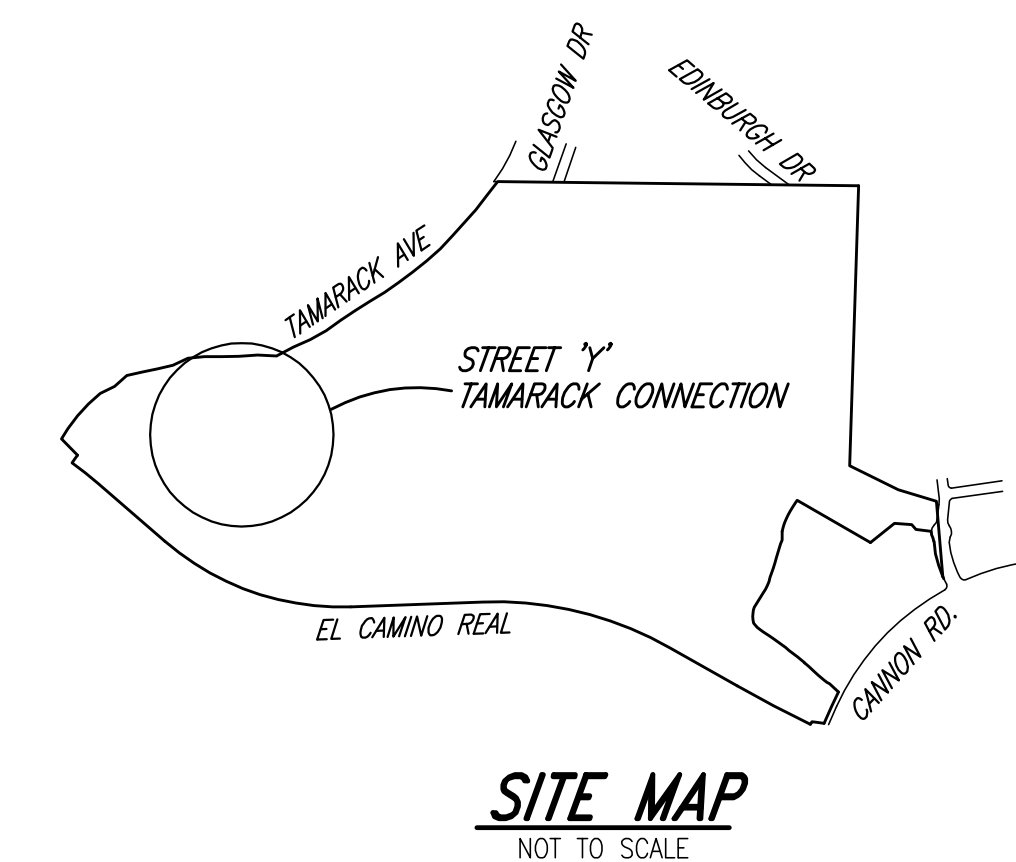 GLASGOW DR
EDINBURGH DR
TAMARACK AVE
STREET 'Y'
TAMARACK CONNECTION
EL CAMINO REAL
CANNON RD.
SITE MAP
NOT TO SCALE